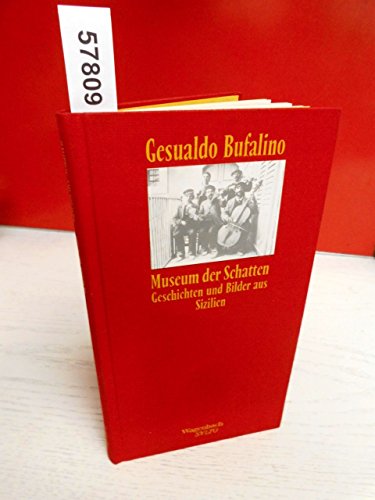 57809
Gesualdo Bufalino
Museum der Schatten
Geschichten und Bilder aus
Sizilien
Wagenbach
SALTO